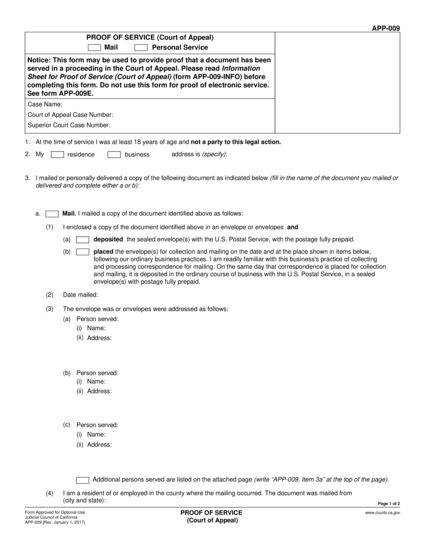 APP-009
PROOF OF SERVICE (Court of Appeal)
Mail Personal Service
Notice: This form may be used to provide proof that a document has been
served in a proceeding in the Court of Appeal. Please read Information
Sheet for Proof of Service (Court of Appeal) (form APP-009-INFO) before
completing this form. Do not use this form for proof of electronic service.
See form APP-009E.
Case Name:
Court of Appeal Case Number:
Superior Court Case Number:
1. At the time of service I was at least 18 years of age and not a party to this legal action.
2. My residence business address is (specify):
3. I mailed or personally delivered a copy of the following document as indicated below (fill in the name of the document you mailed or
delivered and complete either a or b):
a. Mail. I mailed a copy of the document identified above as follows:
(1) I enclosed a copy of the document identified above in an envelope or envelopes and
(a) deposited the sealed envelope(s) with the U.S. Postal Service, with the postage fully prepaid.
(b) placed the envelope(s) for collection and mailing on the date and at the place shown in items below,
following our ordinary business practices. I am readily familiar with this business's practice of collecting
and processing correspondence for mailing. On the same day that correspondence is placed for collection
and mailing, it is deposited in the ordinary course of business with the U.S. Postal Service, in a sealed
envelope(s) with postage fully prepaid.
(2) Date mailed:
(3) The envelope was or envelopes were addressed as follows:
(a) Person served:
(i) Name:
(ii) Address:
(b) Person served:
(i) Name:
(ii) Address:
(c) Person served:
(i) Name:
(ii) Address:
Additional persons served are listed on the attached page (write "APP-009, Item 3a" at the top of the page).
(4) I am a resident of or employed in the county where the mailing occurred. The document was mailed from
(city and state):
Page 1 of 2
Form Approved for Optional Use
Judicial Council of California
APP-009 [Rev. January 1, 2017]
PROOF OF SERVICE
(Court of Appeal)
www.courts.ca.gov